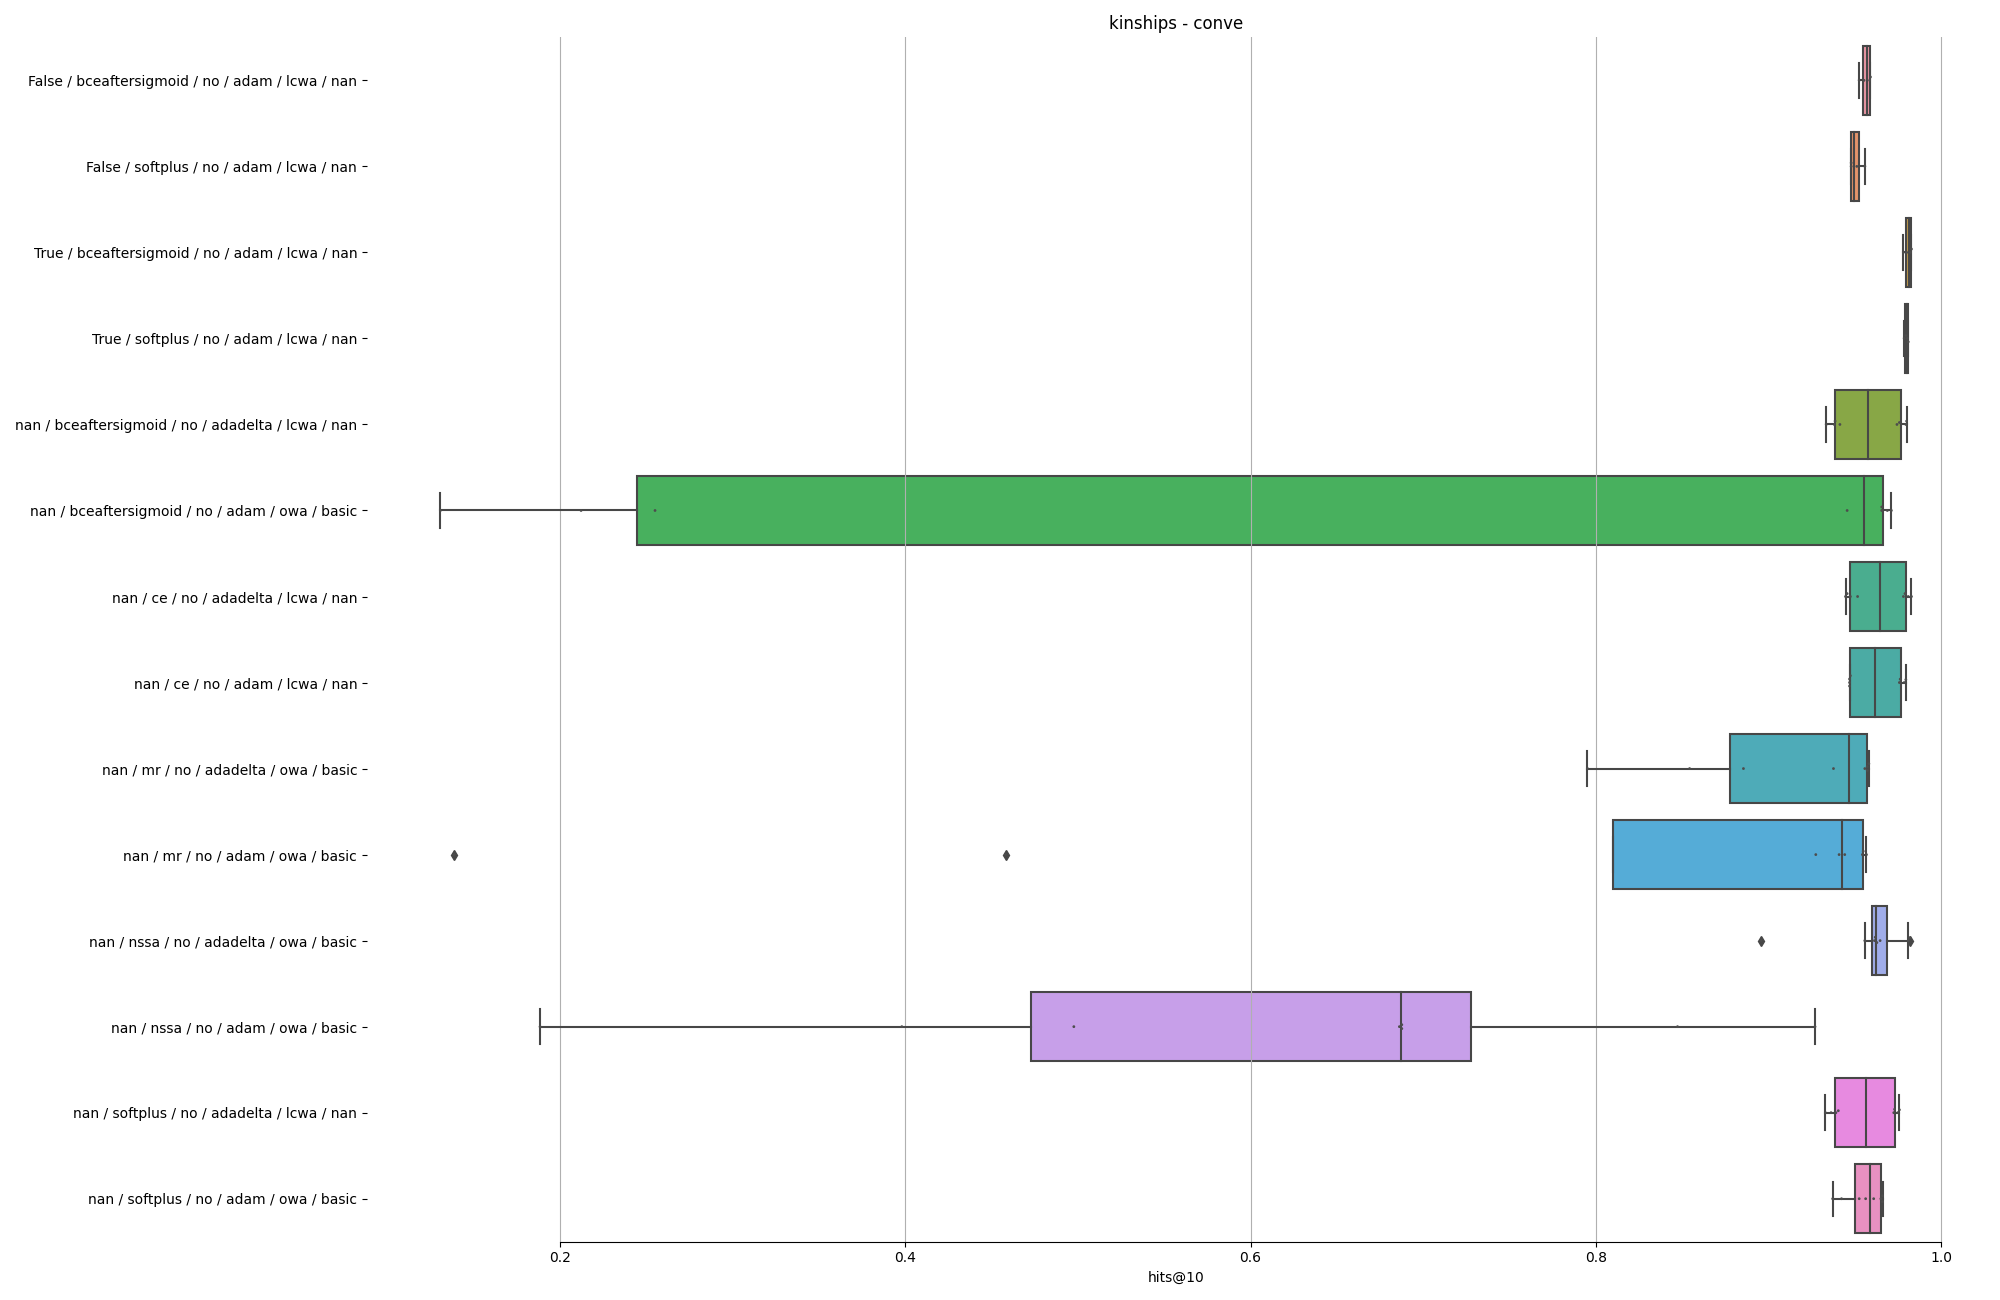 kinships - conve
False / bceaftersigmoid / no / adam / lcwa / nan
False / softplus / no / adam / lcwa / nan
True / bceaftersigmoid / no / adam / lcwa / nan
True / softplus / no / adam / lcwa / nan
nan / bceaftersigmoid / no / adadelta / lcwa / nan
nan / bceaftersigmoid / no / adam / owa / basic
nan / ce / no / adadelta / lcwa / nan
nan / ce / no / adam / lcwa / nan
nan / mr / no / adadelta / owa / basic
nan / mr / no / adam / owa / basic
nan / nssa / no / adadelta / owa / basic
nan / nssa / no / adam / owa / basic
nan / softplus / no / adadelta / lcwa / nan
nan / softplus / no / adam / owa / basic
0.2 0.4 0.6 0.8 1.0
hits@10